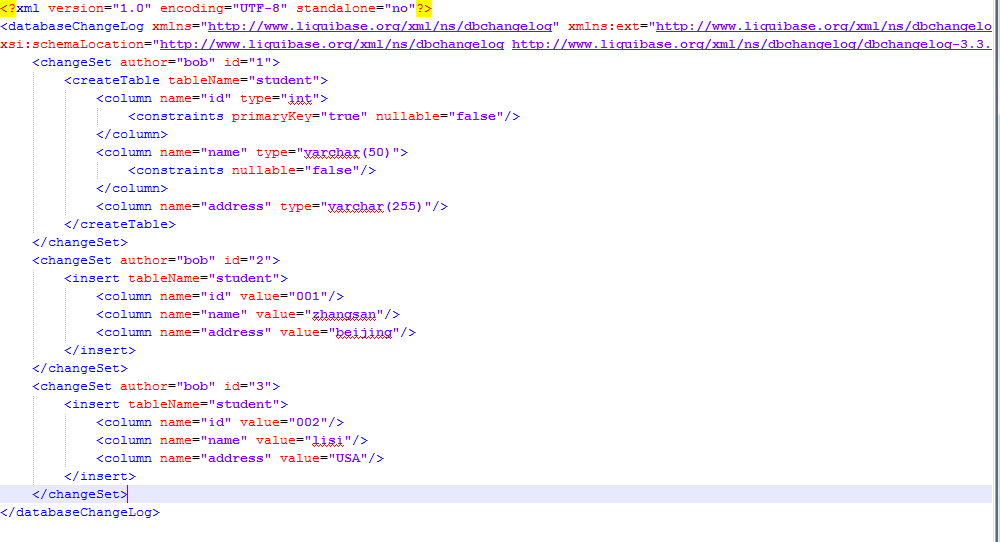 <?xml version="1.0" encoding="UTF-8" standalone="no"?>
<databaseChangeLog xmlns="http://www.liquibase.org/xml/ns/dbchangelog" xmlns:ext="http://www.liquibase.org/xml/ns/dbchangelo
xsi:schemaLocation="http://www.liquibase.org/xml/ns/dbchangelog http://www.liquibase.org/xml/ns/dbchangelog/dbchangelog-3.3.
    <changeSet author="bob" id="1">
        <createTable tableName="student">
            <column name="id" type="int">
                <constraints primaryKey="true" nullable="false"/>
            </column>
            <column name="name" type="varchar(50)">
                <constraints nullable="false"/>
            </column>
            <column name="address" type="varchar(255)"/>
        </createTable>
    </changeSet>
    <changeSet author="bob" id="2">
        <insert tableName="student">
            <column name="id" value="001"/>
            <column name="name" value="zhangsan"/>
            <column name="address" value="beijing"/>
        </insert>
    </changeSet>
    <changeSet author="bob" id="3">
        <insert tableName="student">
            <column name="id" value="002"/>
            <column name="name" value="lisi"/>
            <column name="address" value="USA"/>
        </insert>
    </changeSet>
</databaseChangeLog>